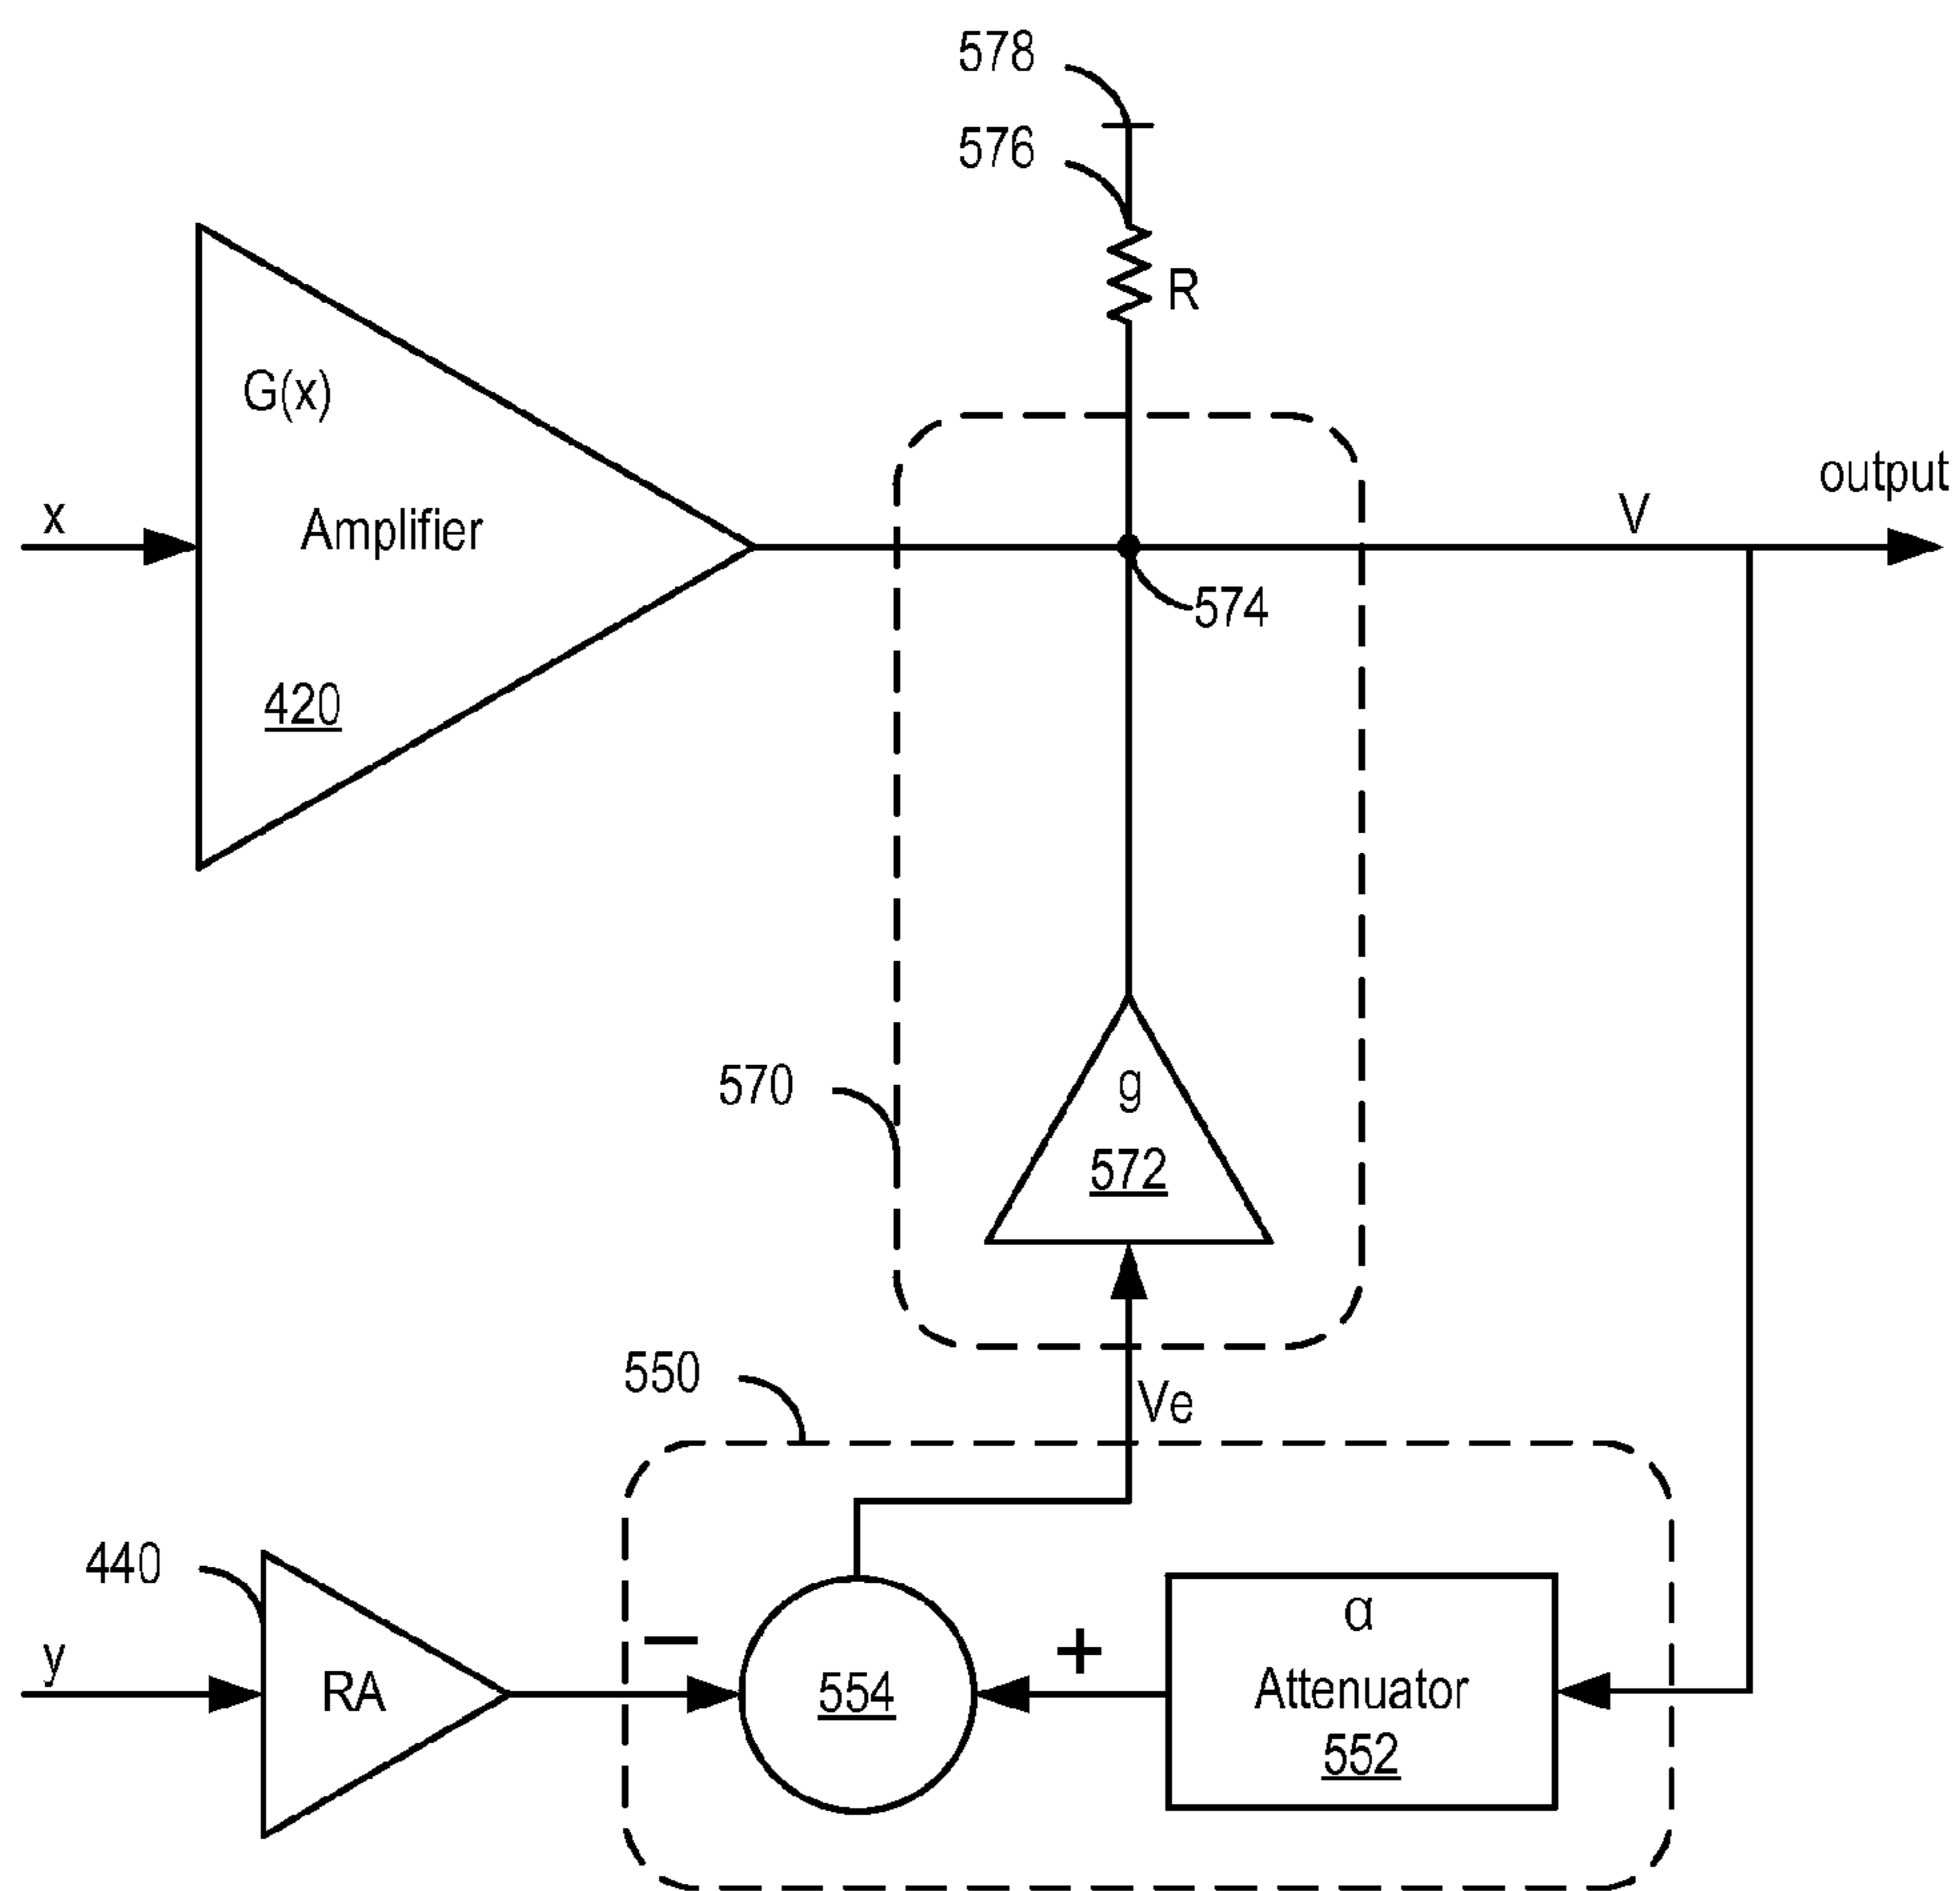 578
576
R
G(x)
Amplifier
420
x
574
V
output
570
g
572
550
Ve
440
y
RA
−
554
+
α
Attenuator
552